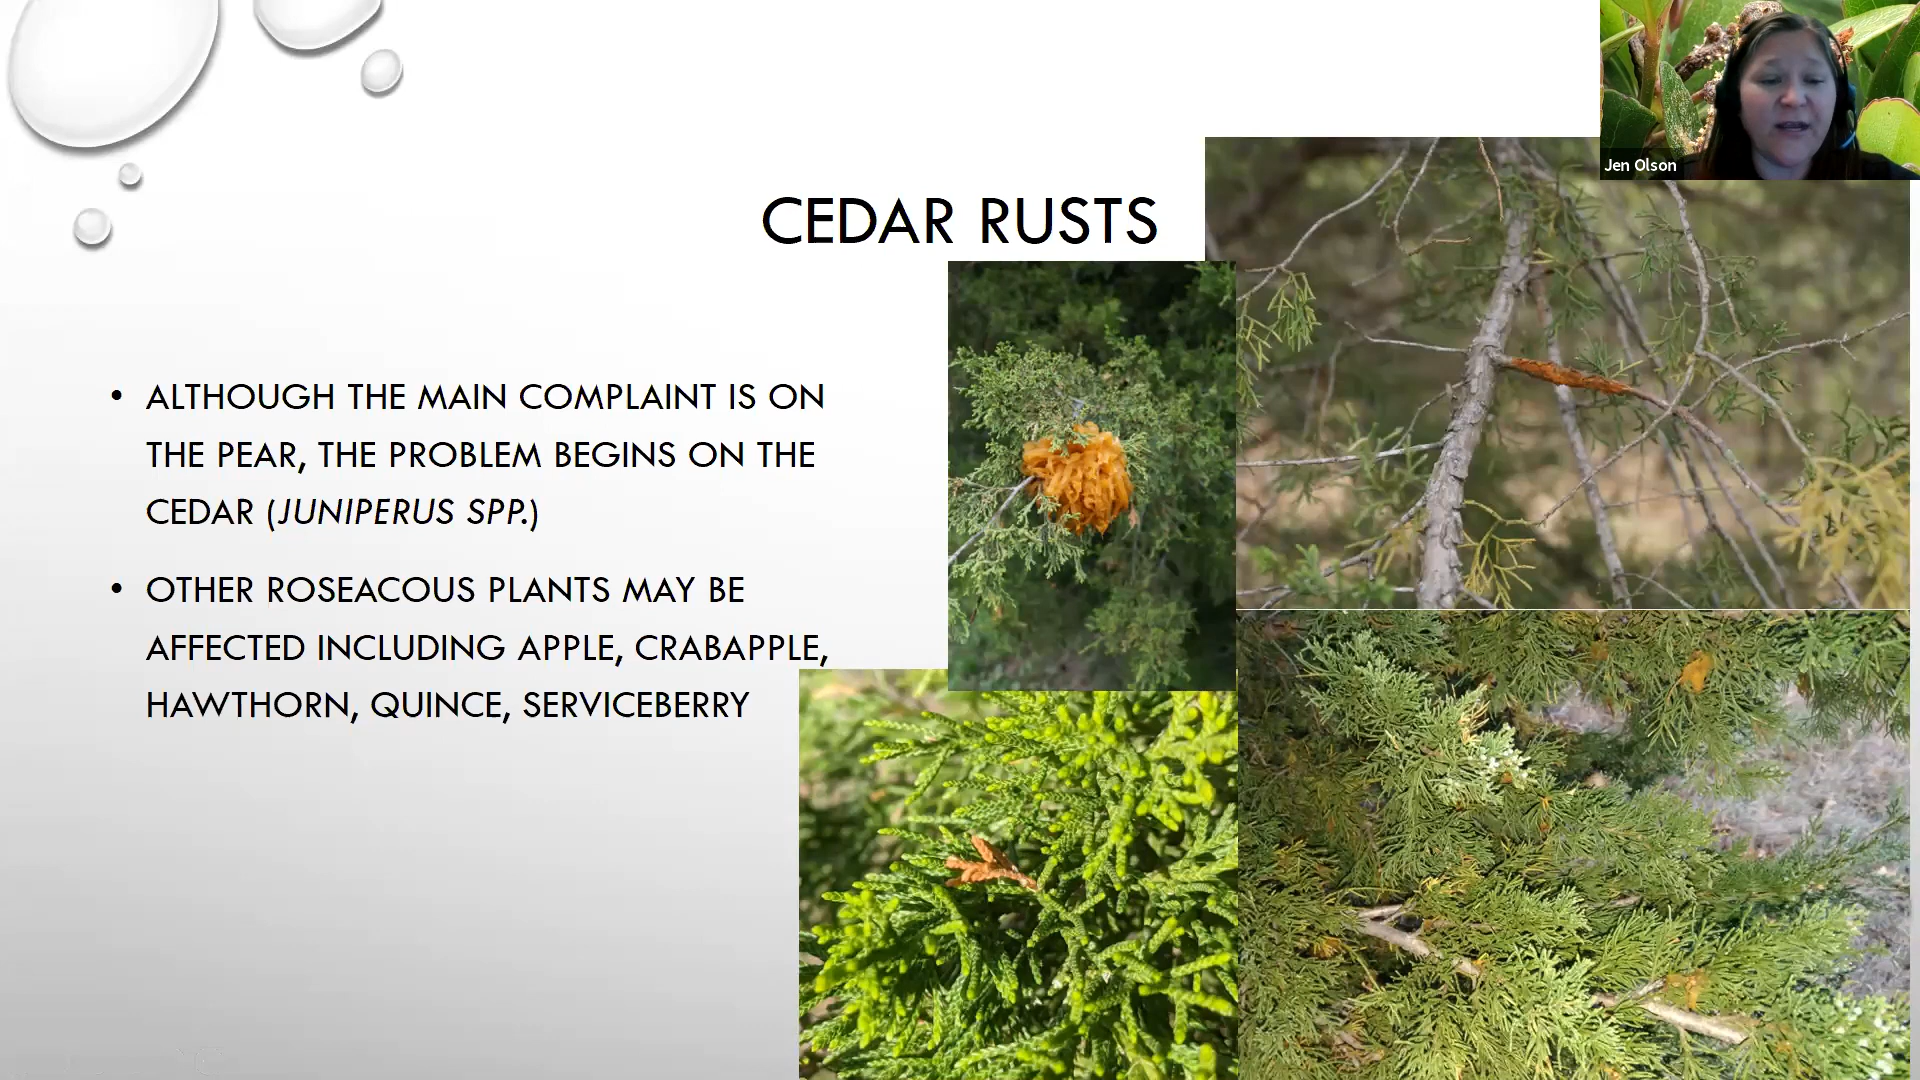 Jen Olson
CEDAR RUSTS
• ALTHOUGH THE MAIN COMPLAINT IS ON
THE PEAR, THE PROBLEM BEGINS ON THE
CEDAR (JUNIPERUS SPP.)
• OTHER ROSEACOUS PLANTS MAY BE
AFFECTED INCLUDING APPLE, CRABAPPLE,
HAWTHORN, QUINCE, SERVICEBERRY